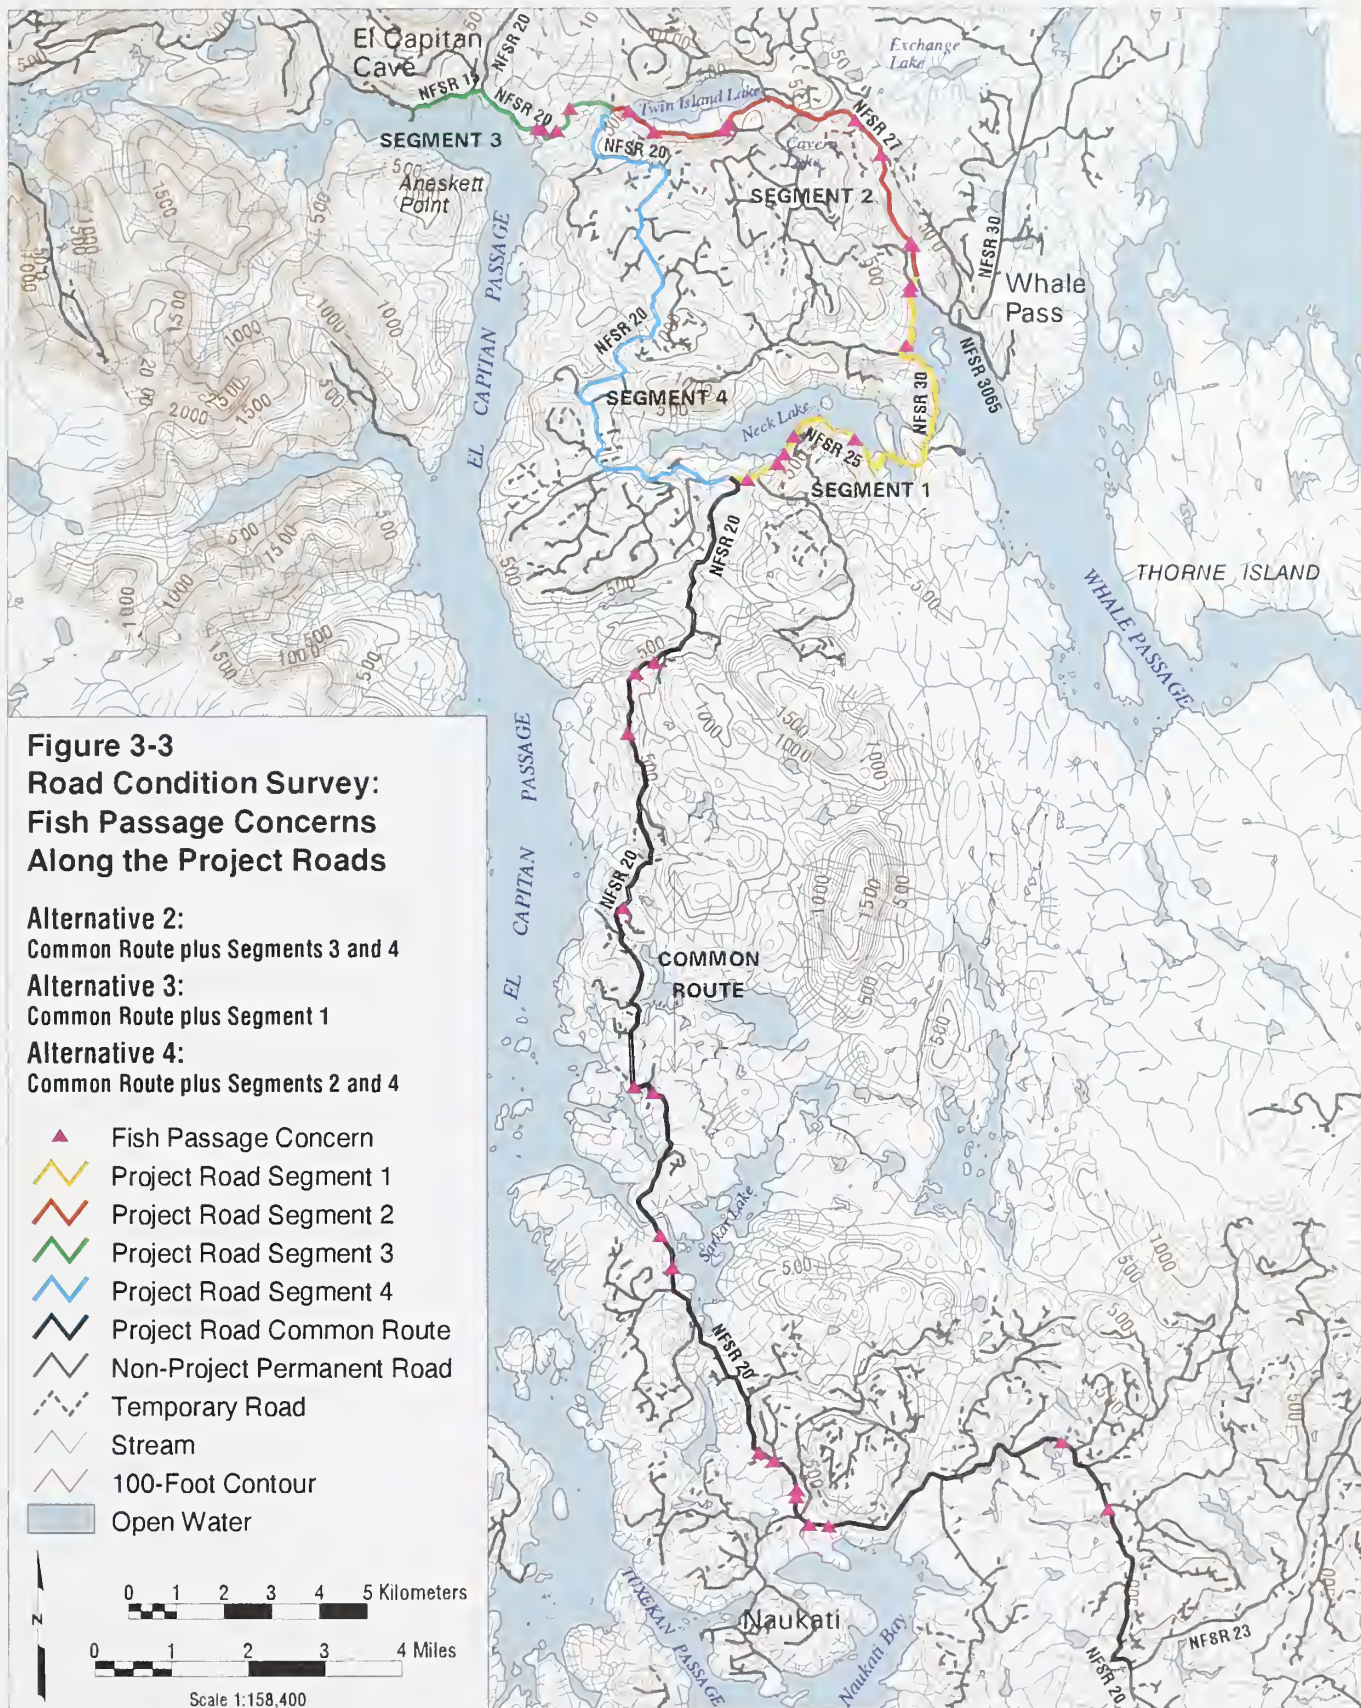 El Capitan
Cave
NFSR 15
NFSR 20
NFSR 20
SEGMENT 3
Aneskett
Point
Exchange
Lake
Twin Island Lake
NFSR 27
Cavern
Lake
NFSR 20
SEGMENT 2
NFSR 30
Whale
Pass
NFSR 3065
EL CAPITAN PASSAGE
NFSR 20
SEGMENT 4
Neck Lake
NFSR 25
NFSR 30
SEGMENT 1
NFSR 20
THORNE ISLAND
WHALE PASSAGE
EL CAPITAN PASSAGE
NFSR 20
COMMON
ROUTE
Sarkar Lake
NFSR 20
Naukati
TUXEKAN PASSAGE
Naukati Bay
NFSR 23
NFSR 20
500
1000
1500
2000
2500
Figure 3-3
Road Condition Survey:
Fish Passage Concerns
Along the Project Roads
Alternative 2:
Common Route plus Segments 3 and 4
Alternative 3:
Common Route plus Segment 1
Alternative 4:
Common Route plus Segments 2 and 4
Fish Passage Concern
Project Road Segment 1
Project Road Segment 2
Project Road Segment 3
Project Road Segment 4
Project Road Common Route
Non-Project Permanent Road
Temporary Road
Stream
100-Foot Contour
Open Water
N
0 1 2 3 4 5 Kilometers
0 1 2 3 4 Miles
Scale 1:158,400